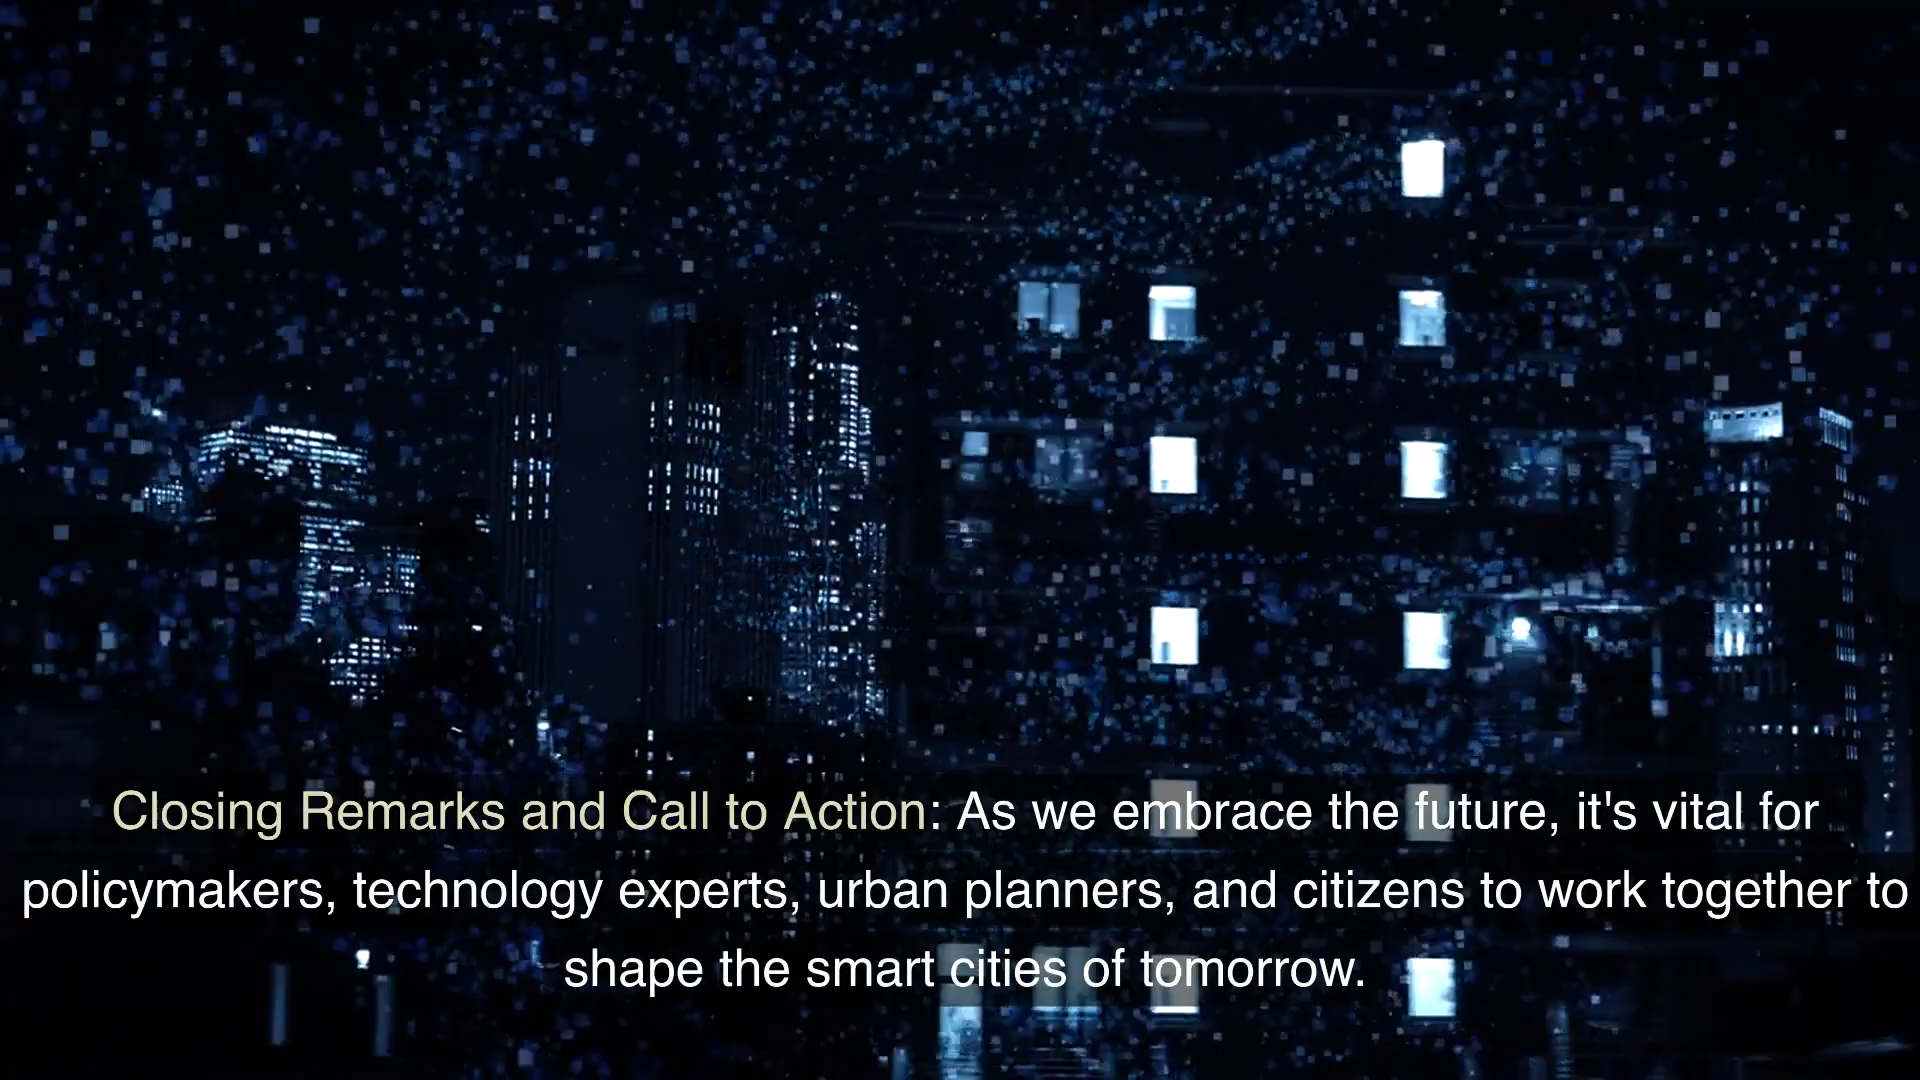 Closing Remarks and Call to Action: As we embrace the future, it's vital for
policymakers, technology experts, urban planners, and citizens to work together to
shape the smart cities of tomorrow.